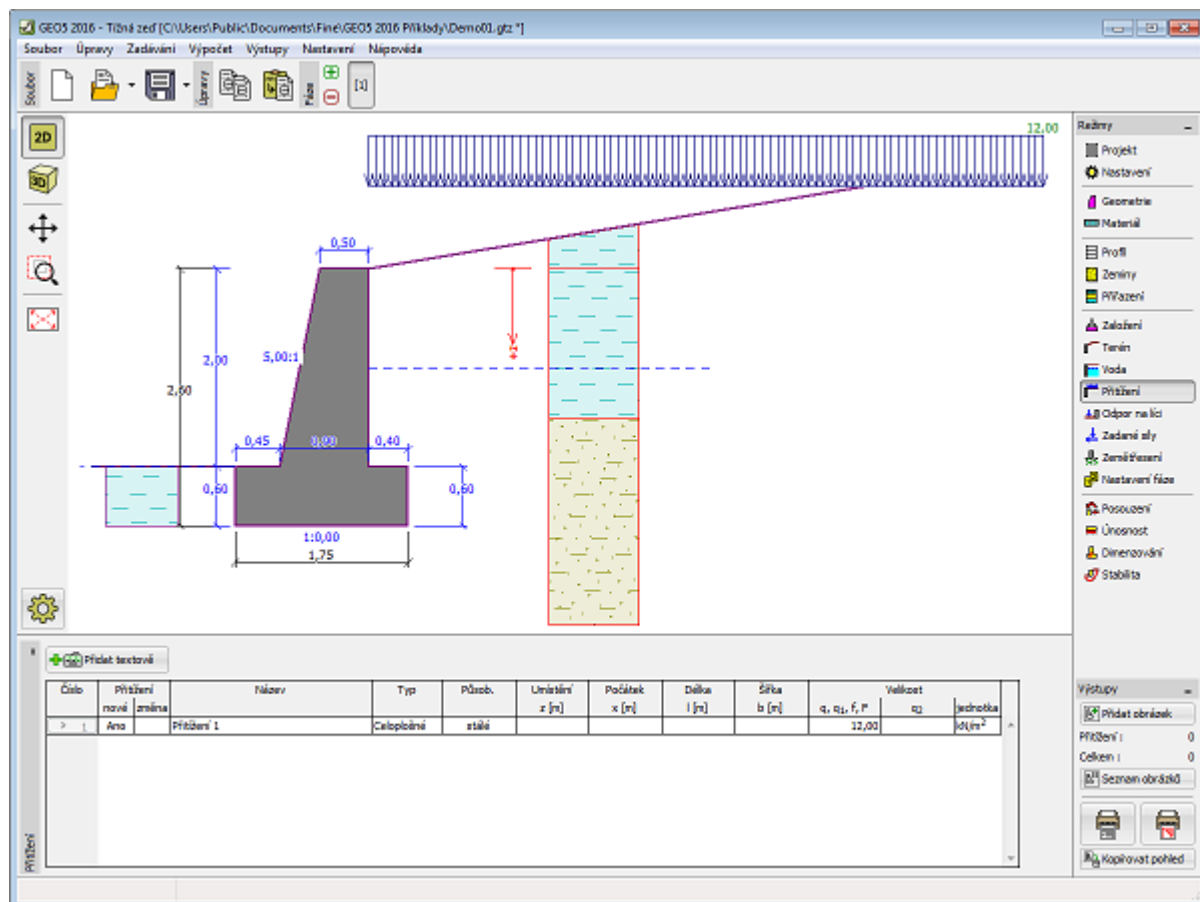 GEO5 2016 - Tížná zeď [C:\Users\Public\Documents\Fine\GEO5 2016 Příklady\Demo01.gtz *]
Soubor Úpravy Zadávání Výpočet Výstupy Nastavení Nápověda
Soubor
Úpravy
Fáze
[1]
2D
3D
12,00
0,50
2,00
5,00:1
2,60
+z
0,45 0,90 0,40
0,60
0,60
1:0,00
1,75
Režimy
Projekt
Nastavení
Geometrie
Materiál
Profil
Zeminy
Přiřazení
Založení
Terén
Voda
Přitížení
Odpor na líci
Zadané síly
Zemětřesení
Nastavení fáze
Posouzení
Únosnost
Dimenzování
Stabilita
Přidat textově
Číslo Přitížení Název Typ Působ. Umístění Počátek Délka Šířka Velikost
nové změna z [m] x [m] l [m] b [m] q, q1, f, F q2 jednotka
> 1 Ano Přitížení 1 Celoplošné stálé 12,00 kN/m²
Přitížení
Výstupy
Přidat obrázek
Přitížení : 0
Celkem : 0
Seznam obrázků
Kopírovat pohled